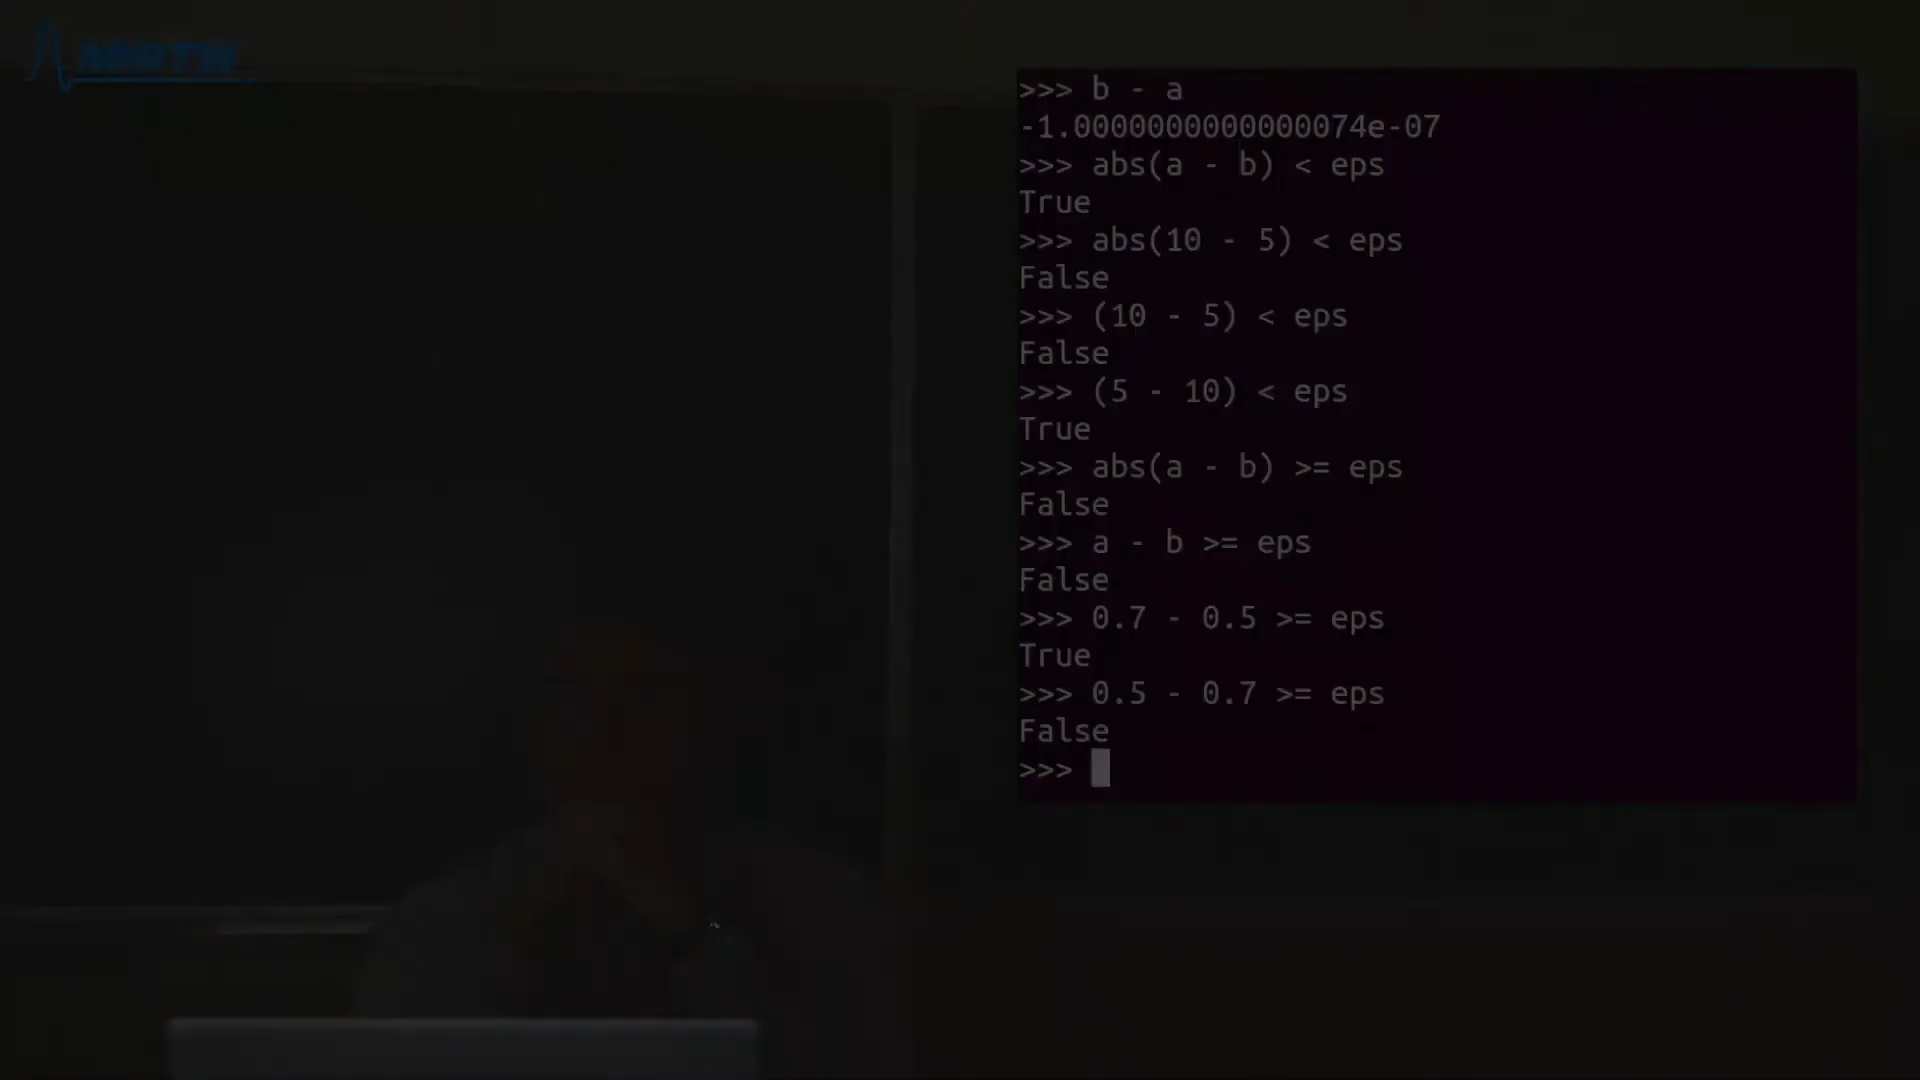 >>> b - a
-1.0000000000000074e-07
>>> abs(a - b) < eps
True
>>> abs(10 - 5) < eps
False
>>> (10 - 5) < eps
False
>>> (5 - 10) < eps
True
>>> abs(a - b) >= eps
False
>>> a - b >= eps
False
>>> 0.7 - 0.5 >= eps
True
>>> 0.5 - 0.7 >= eps
False
>>>